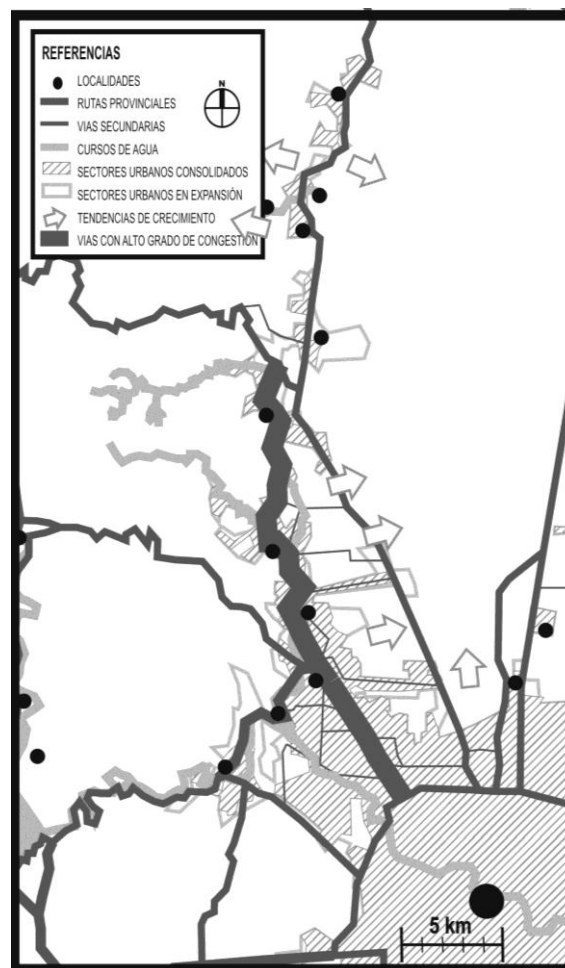 REFERENCIAS
N
LOCALIDADES
RUTAS PROVINCIALES
VIAS SECUNDARIAS
CURSOS DE AGUA
SECTORES URBANOS CONSOLIDADOS
SECTORES URBANOS EN EXPANSIÓN
TENDENCIAS DE CRECIMIENTO
VIAS CON ALTO GRADO DE CONGESTIÓN
5 km